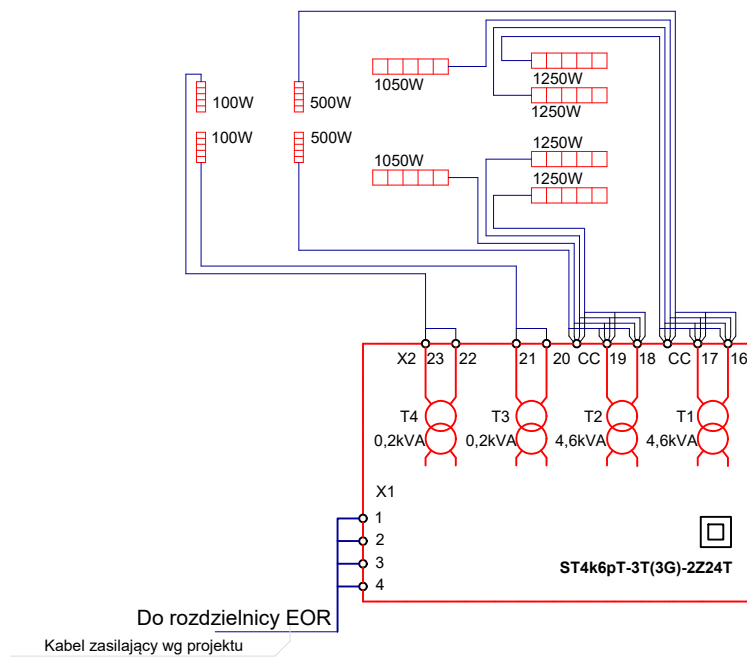 1050W
1250W
100W
500W
1250W
100W
500W
1250W
1050W
1250W
X2 23 22 21 20 CC 19 18 CC 17 16
T4 T3 T2 T1
0,2kVA 0,2kVA 4,6kVA 4,6kVA
X1
1
2
3
4
ST4k6pT-3T(3G)-2Z24T
Do rozdzielnicy EOR
Kabel zasilający wg projektu